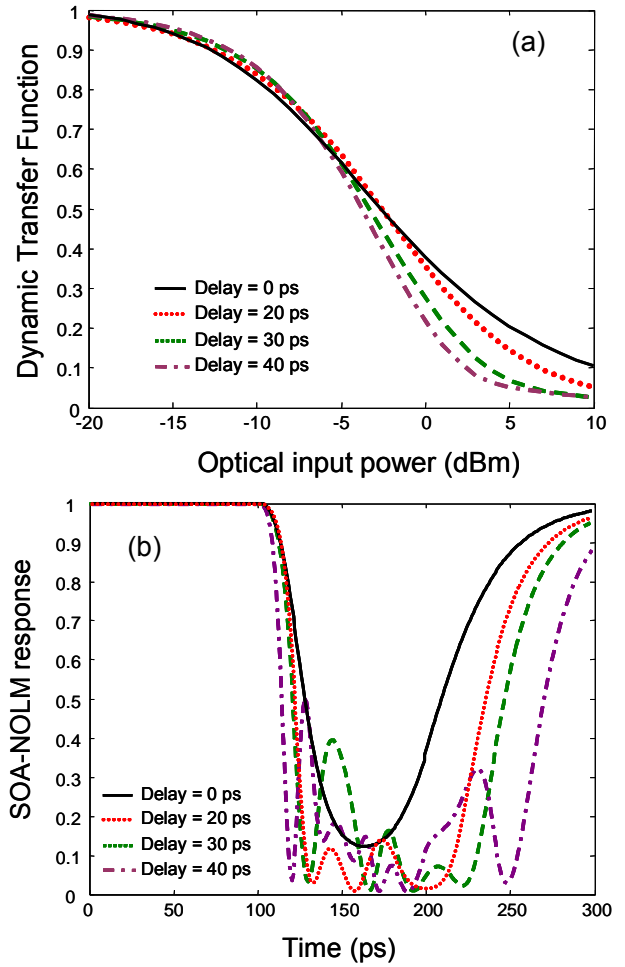 1
0.9
0.8
0.7
0.6
0.5
0.4
0.3
0.2
0.1
0
Dynamic Transfer Function
(a)
Delay = 0 ps
Delay = 20 ps
Delay = 30 ps
Delay = 40 ps
-20 -15 -10 -5 0 5 10
Optical input power (dBm)
1
0.9
0.8
0.7
0.6
0.5
0.4
0.3
0.2
0.1
0
SOA-NOLM response
(b)
Delay = 0 ps
Delay = 20 ps
Delay = 30 ps
Delay = 40 ps
0 50 100 150 200 250 300
Time (ps)